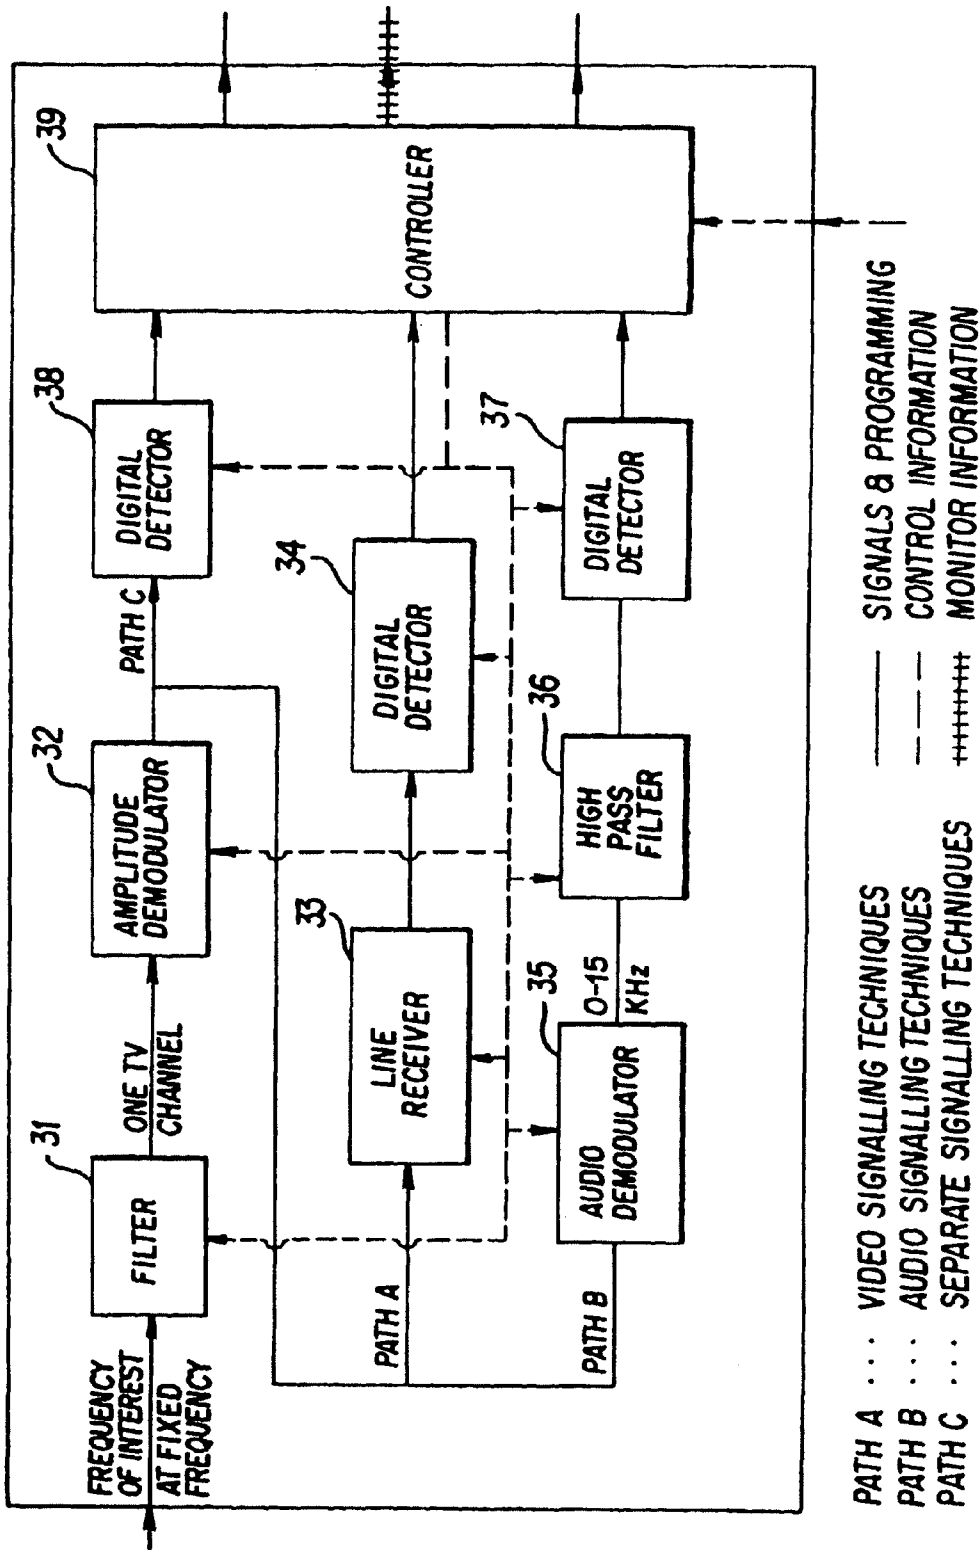 FREQUENCY
OF INTEREST
AT FIXED
FREQUENCY
31
FILTER
ONE TV
CHANNEL
32
AMPLITUDE
DEMODULATOR
PATH C
38
DIGITAL
DETECTOR
39
CONTROLLER
PATH A
33
LINE
RECEIVER
34
DIGITAL
DETECTOR
PATH B
35
AUDIO
DEMODULATOR
0-15
KHz
36
HIGH
PASS
FILTER
37
DIGITAL
DETECTOR
PATH A ... VIDEO SIGNALLING TECHNIQUES
PATH B ... AUDIO SIGNALLING TECHNIQUES
PATH C ... SEPARATE SIGNALLING TECHNIQUES
SIGNALS & PROGRAMMING
CONTROL INFORMATION
MONITOR INFORMATION